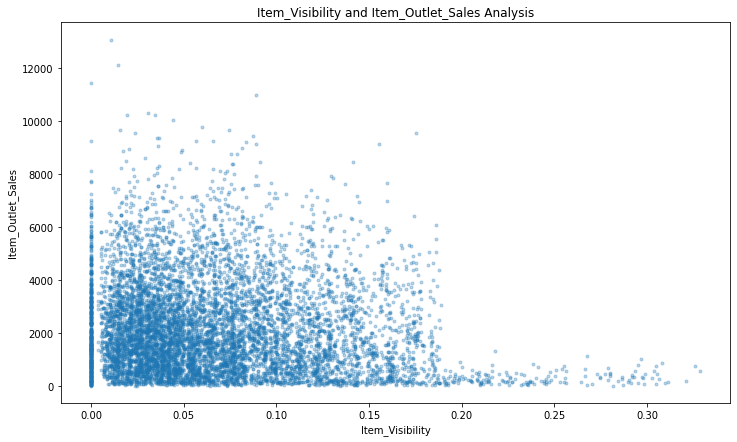 Item_Visibility and Item_Outlet_Sales Analysis
12000
10000
8000
6000
4000
2000
0
Item_Outlet_Sales
0.00 0.05 0.10 0.15 0.20 0.25 0.30
Item_Visibility